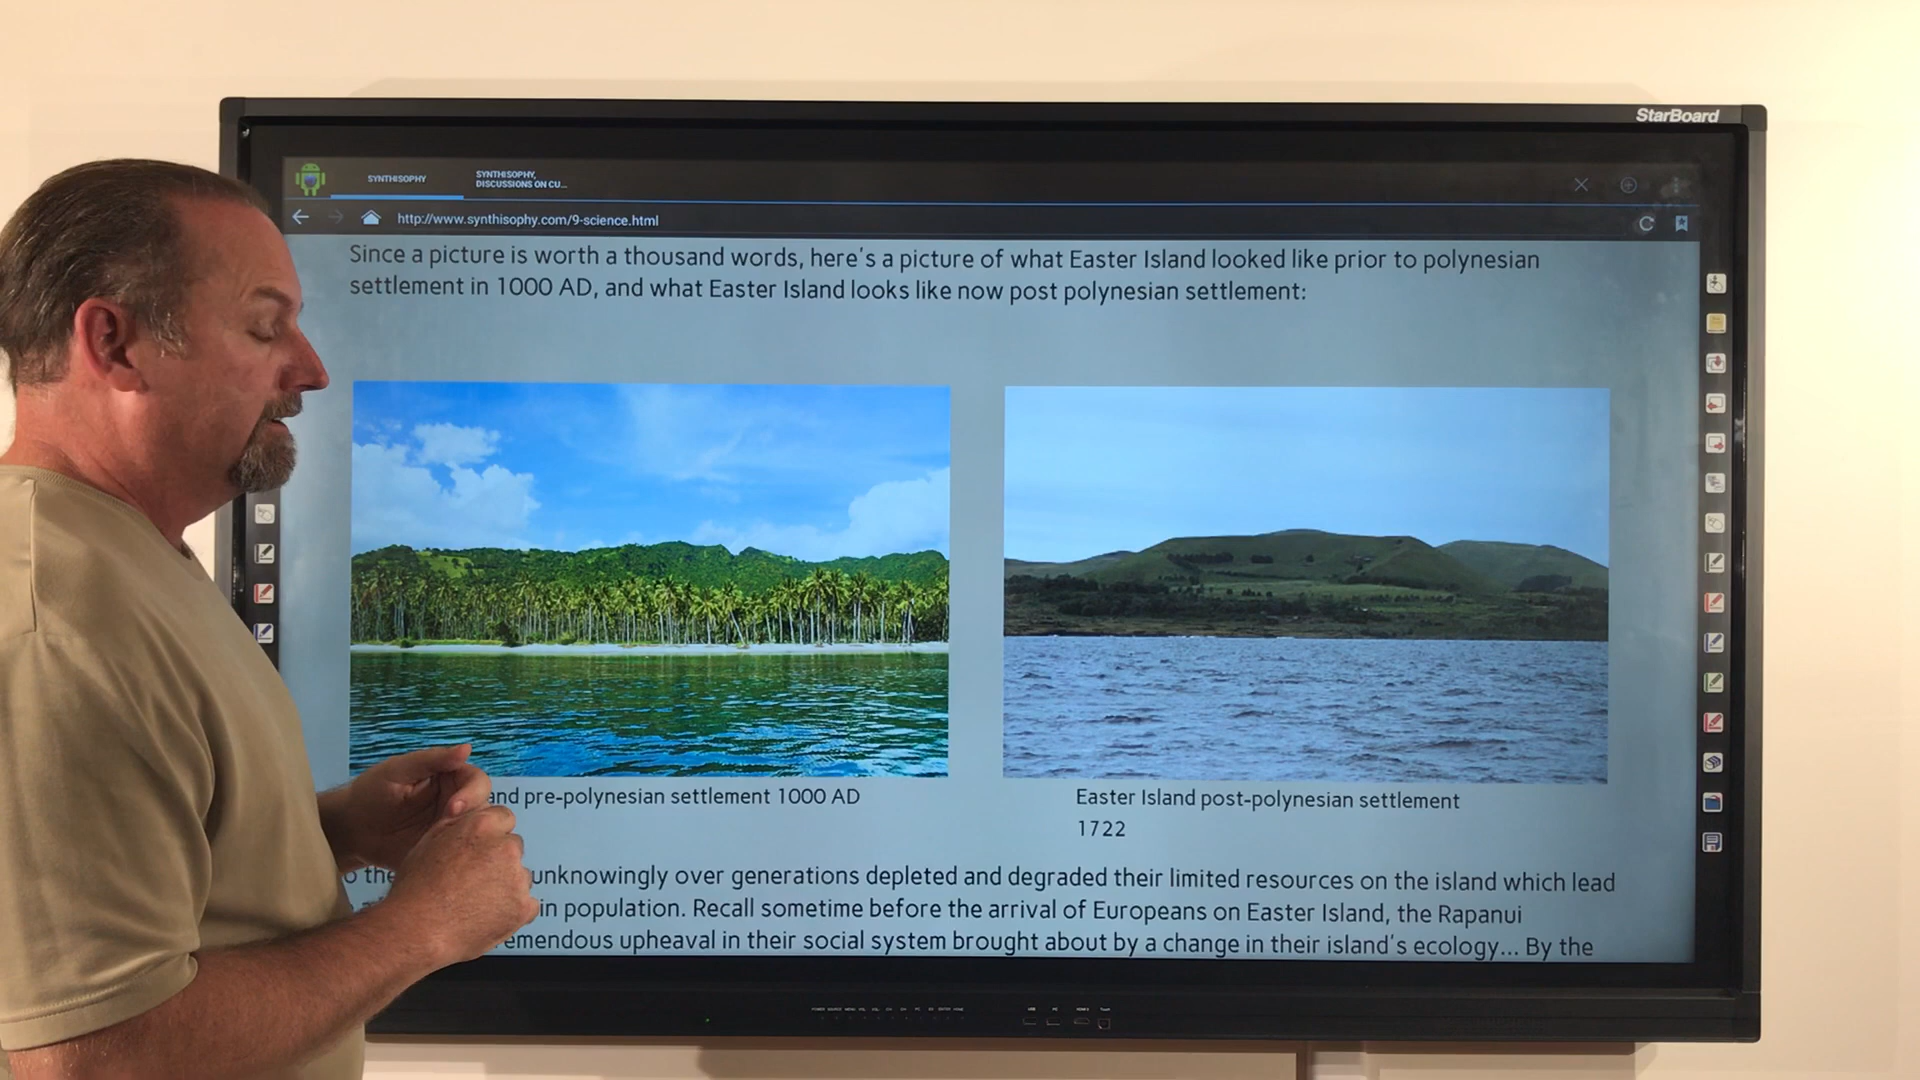 StarBoard
SYNTHISOPHY
SYNTHISOPHY,
DISCUSSIONS ON CU...
http://www.synthisophy.com/9-science.html
Since a picture is worth a thousand words, here's a picture of what Easter Island looked like prior to polynesian
settlement in 1000 AD, and what Easter Island looks like now post polynesian settlement:
and pre-polynesian settlement 1000 AD
Easter Island post-polynesian settlement
1722
the unknowingly over generations depleted and degraded their limited resources on the island which lead
in population. Recall sometime before the arrival of Europeans on Easter Island, the Rapanui
emendous upheaval in their social system brought about by a change in their island's ecology... By the